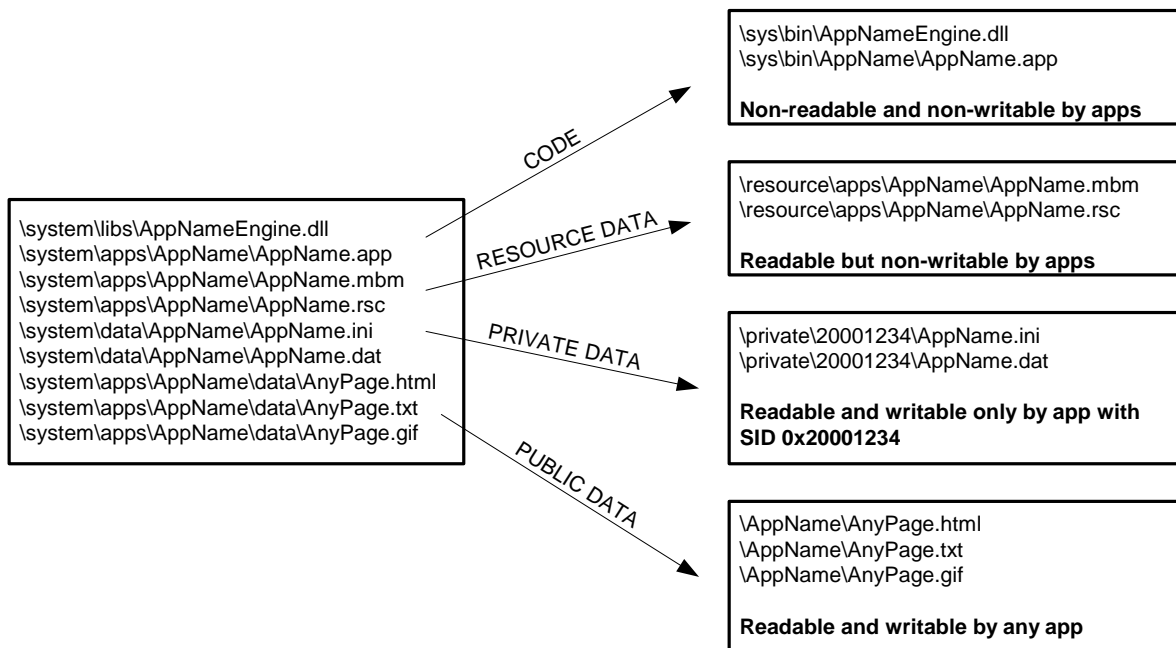 \system\libs\AppNameEngine.dll
\system\apps\AppName\AppName.app
\system\apps\AppName\AppName.mbm
\system\apps\AppName\AppName.rsc
\system\data\AppName\AppName.ini
\system\data\AppName\AppName.dat
\system\apps\AppName\data\AnyPage.html
\system\apps\AppName\data\AnyPage.txt
\system\apps\AppName\data\AnyPage.gif
CODE
RESOURCE DATA
PRIVATE DATA
PUBLIC DATA
\sys\bin\AppNameEngine.dll
\sys\bin\AppName\AppName.app
Non-readable and non-writable by apps
\resource\apps\AppName\AppName.mbm
\resource\apps\AppName\AppName.rsc
Readable but non-writable by apps
\private\20001234\AppName.ini
\private\20001234\AppName.dat
Readable and writable only by app with
SID 0x20001234
\AppName\AnyPage.html
\AppName\AnyPage.txt
\AppName\AnyPage.gif
Readable and writable by any app